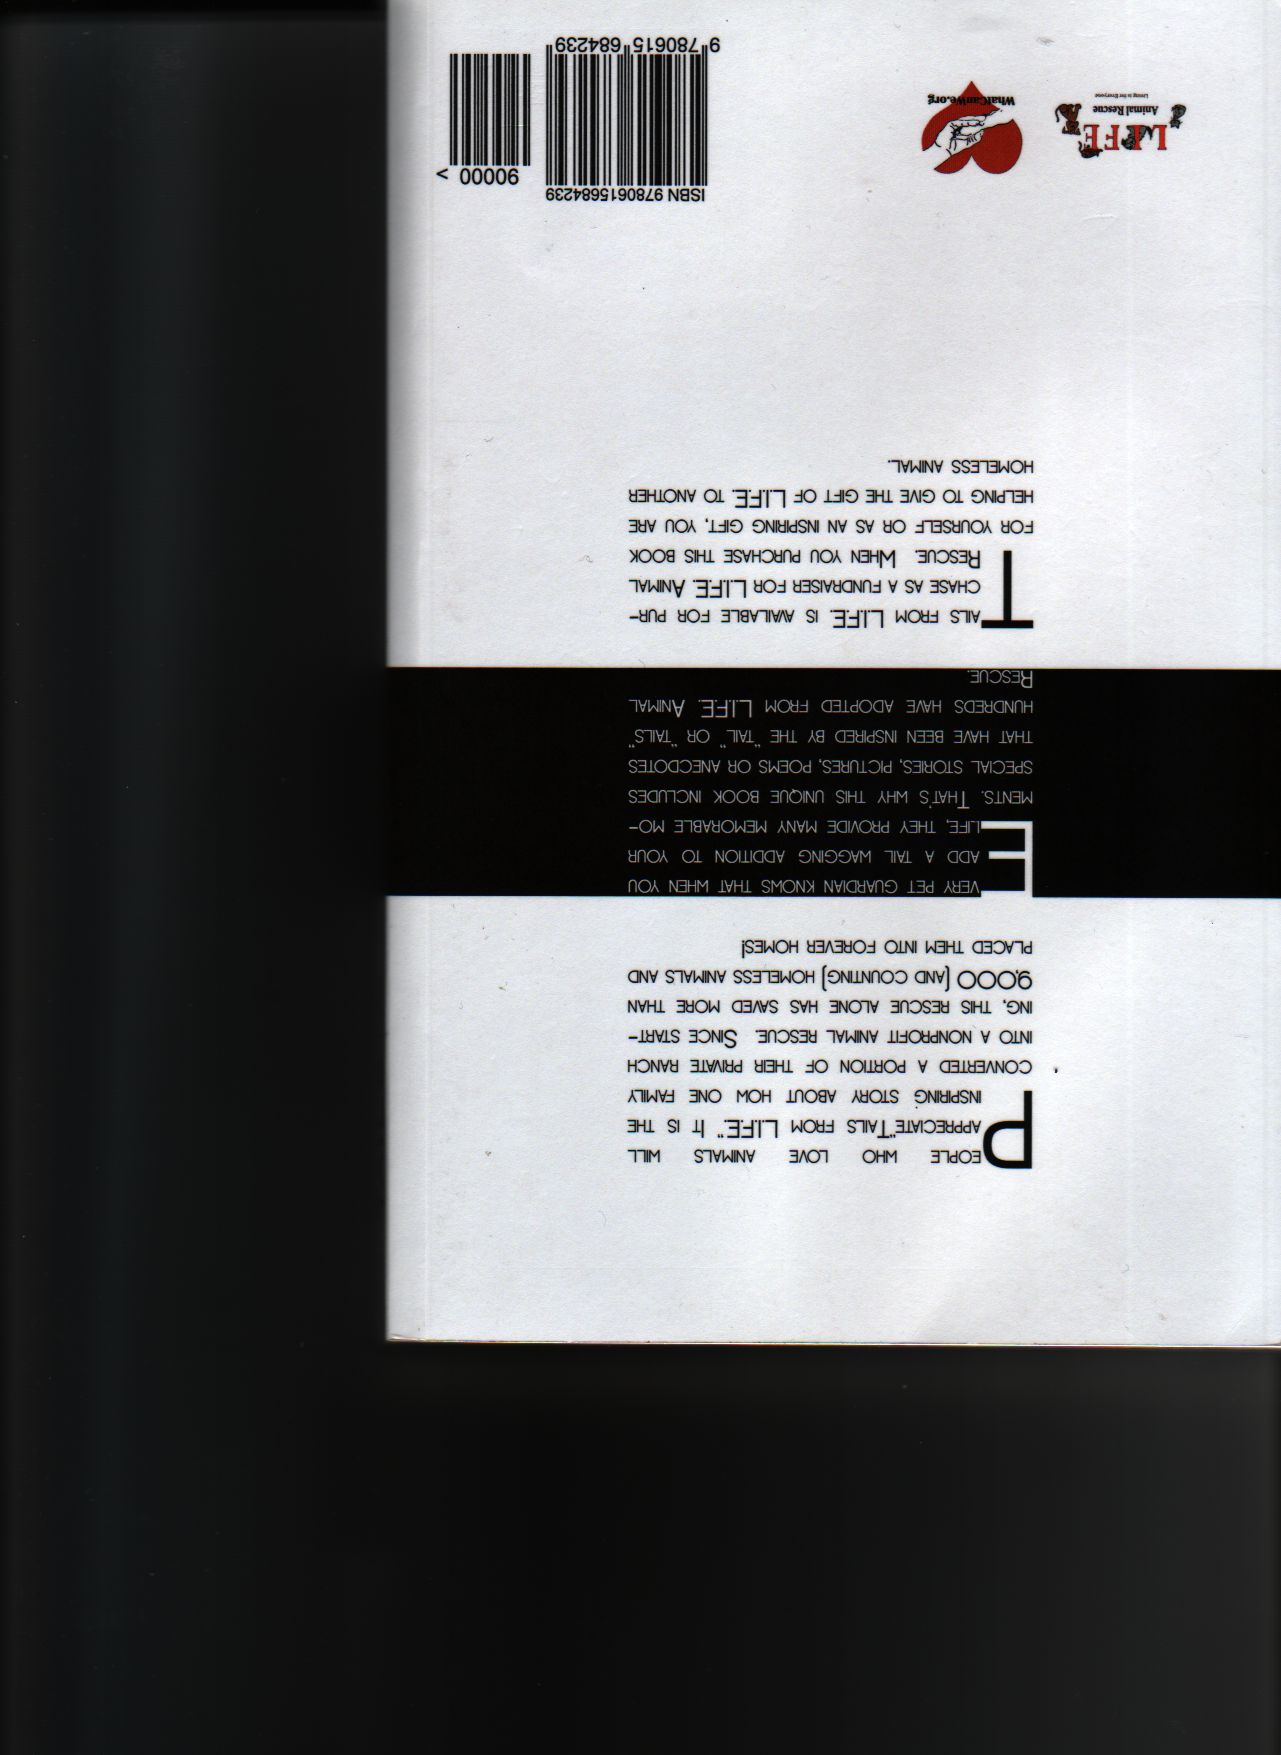 PEOPLE WHO LOVE ANIMALS WILL
APPRECIATE "TAILS FROM L.I.F.E." IT IS THE
INSPIRING STORY ABOUT HOW ONE FAMILY
CONVERTED A PORTION OF THEIR PRIVATE RANCH
INTO A NONPROFIT ANIMAL RESCUE. SINCE START-
ING, THIS RESCUE ALONE HAS SAVED MORE THAN
9,000 (AND COUNTING) HOMELESS ANIMALS AND
PLACED THEM INTO FOREVER HOMES!
EVERY PET GUARDIAN KNOWS THAT WHEN YOU
ADD A TAIL WAGGING ADDITION TO YOUR
LIFE, THEY PROVIDE MANY MEMORABLE MO-
MENTS. THAT'S WHY THIS UNIQUE BOOK INCLUDES
SPECIAL STORIES, PICTURES, POEMS OR ANECDOTES
THAT HAVE BEEN INSPIRED BY THE "TAIL" OR "TAILS"
HUNDREDS HAVE ADOPTED FROM L.I.F.E. ANIMAL
RESCUE.
TAILS FROM L.I.F.E. IS AVAILABLE FOR PUR-
CHASE AS A FUNDRAISER FOR L.I.F.E. ANIMAL
RESCUE. WHEN YOU PURCHASE THIS BOOK
FOR YOURSELF OR AS AN INSPIRING GIFT, YOU ARE
HELPING TO GIVE THE GIFT OF L.I.F.E. TO ANOTHER
HOMELESS ANIMAL.
L.I.F.E
Animal Rescue
Living is For Everyone
WhatCanWe.org
ISBN 9780615684239
90000 >
9 780615 684239